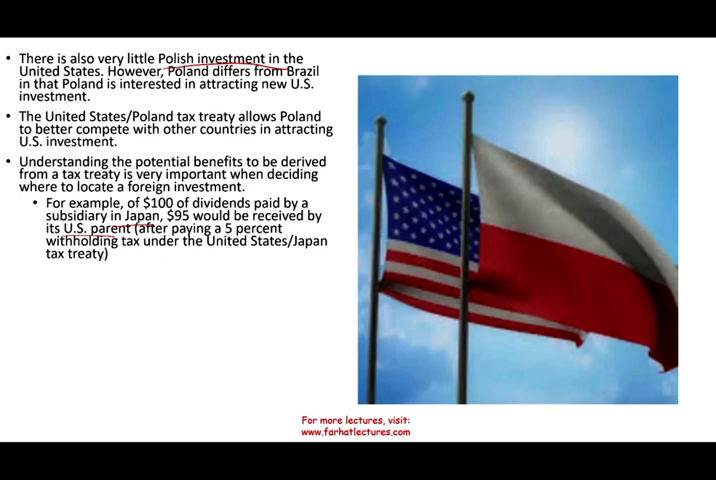 • There is also very little Polish investment in the
United States. However, Poland differs from Brazil
in that Poland is interested in attracting new U.S.
investment.
• The United States/Poland tax treaty allows Poland
to better compete with other countries in attracting
U.S. investment.
• Understanding the potential benefits to be derived
from a tax treaty is very important when deciding
where to locate a foreign investment.
• For example, of $100 of dividends paid by a
subsidiary in Japan, $95 would be received by
its U.S. parent (after paying a 5 percent
withholding tax under the United States/Japan
tax treaty)
For more lectures, visit:
www.farhatlectures.com